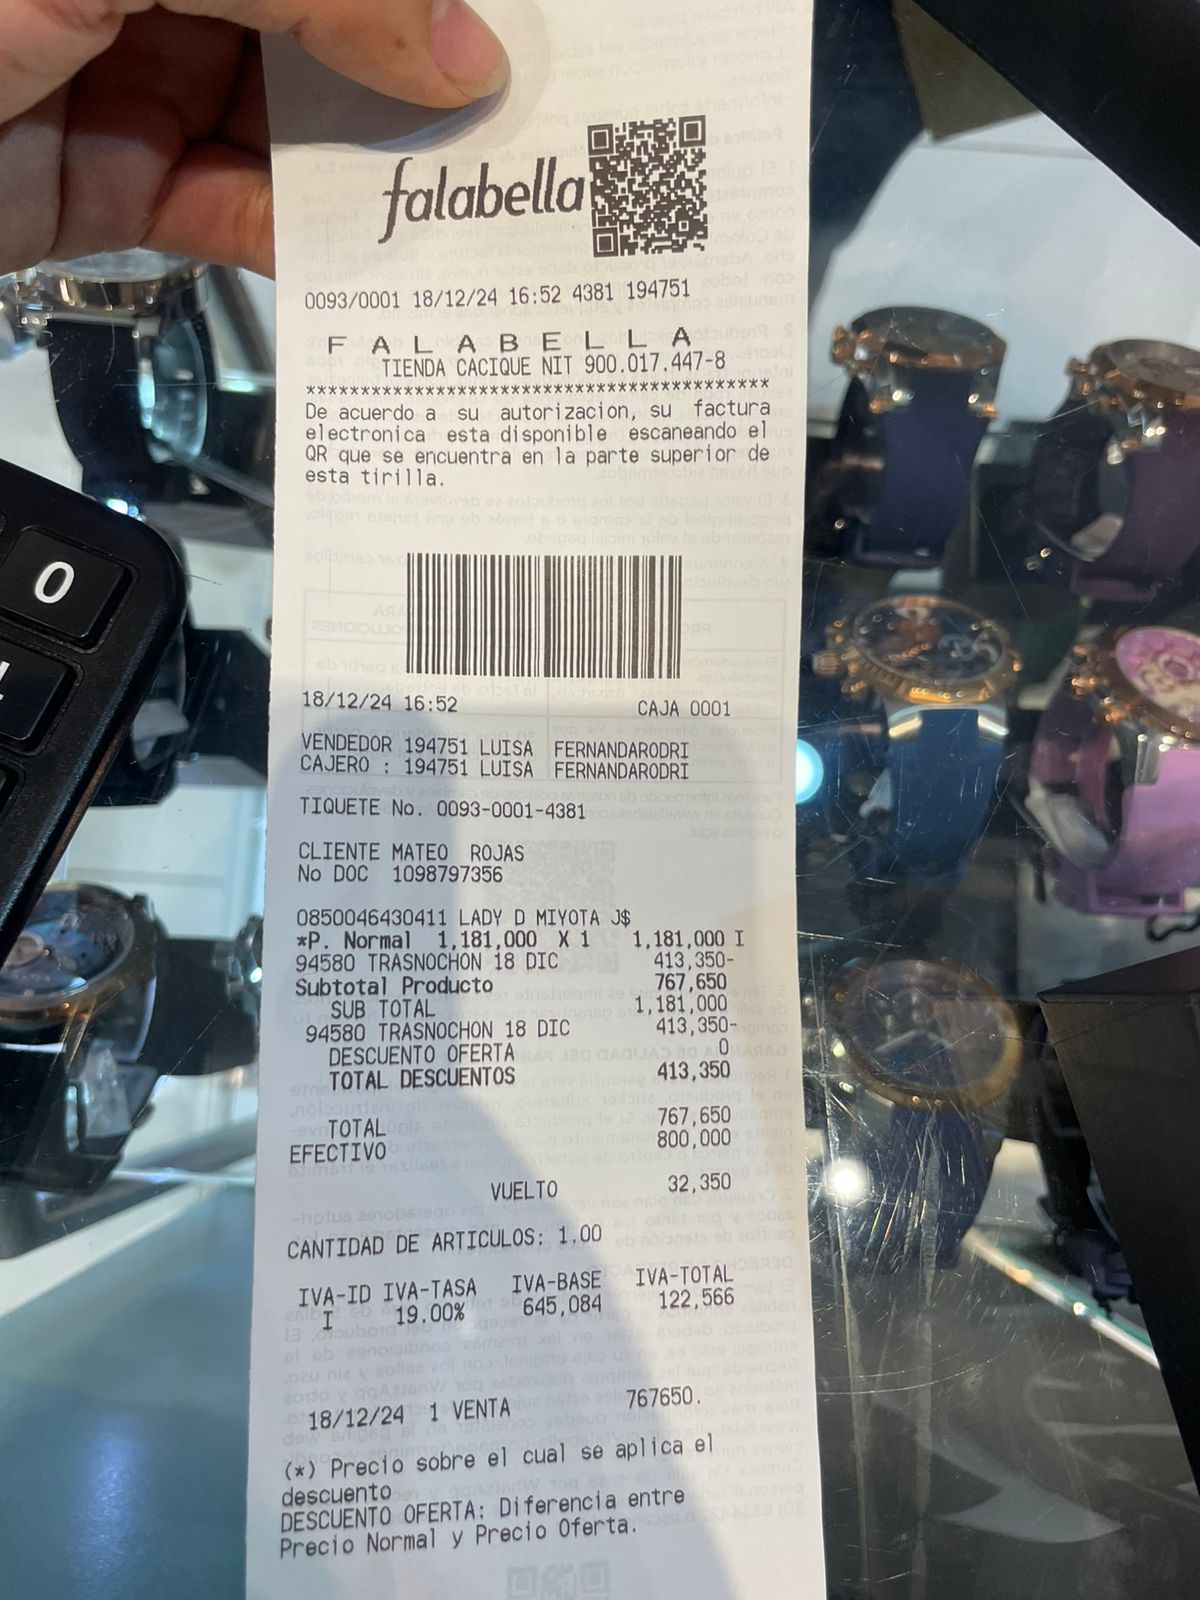 falabella
0093/0001 18/12/24 16:52 4381 194751
F A L A B E L L A
TIENDA CACIQUE NIT 900.017.447-8
******************************************
De acuerdo a su autorizacion, su factura
electronica esta disponible escaneando el
QR que se encuentra en la parte superior de
esta tirilla.
18/12/24 16:52 CAJA 0001
VENDEDOR 194751 LUISA FERNANDARODRI
CAJERO : 194751 LUISA FERNANDARODRI
TIQUETE No. 0093-0001-4381
CLIENTE MATEO ROJAS
No DOC 1098797356
0850046430411 LADY D MIYOTA J$
*P. Normal 1,181,000 X 1 1,181,000 I
94580 TRASNOCHON 18 DIC 413,350-
Subtotal Producto 767,650
SUB TOTAL 1,181,000
94580 TRASNOCHON 18 DIC 413,350-
DESCUENTO OFERTA 0
TOTAL DESCUENTOS 413,350
TOTAL 767,650
EFECTIVO 800,000
VUELTO 32,350
CANTIDAD DE ARTICULOS: 1.00
IVA-ID IVA-TASA IVA-BASE IVA-TOTAL
I 19.00% 645,084 122,566
18/12/24 1 VENTA 767650.
(*) Precio sobre el cual se aplica el
descuento
DESCUENTO OFERTA: Diferencia entre
Precio Normal y Precio Oferta.
0